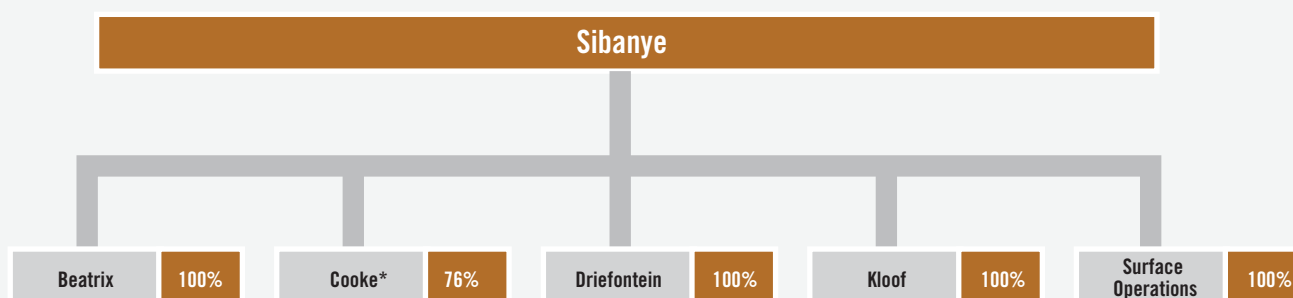 Sibanye
Beatrix 100%
Cooke* 76%
Driefontein 100%
Kloof 100%
Surface
Operations 100%